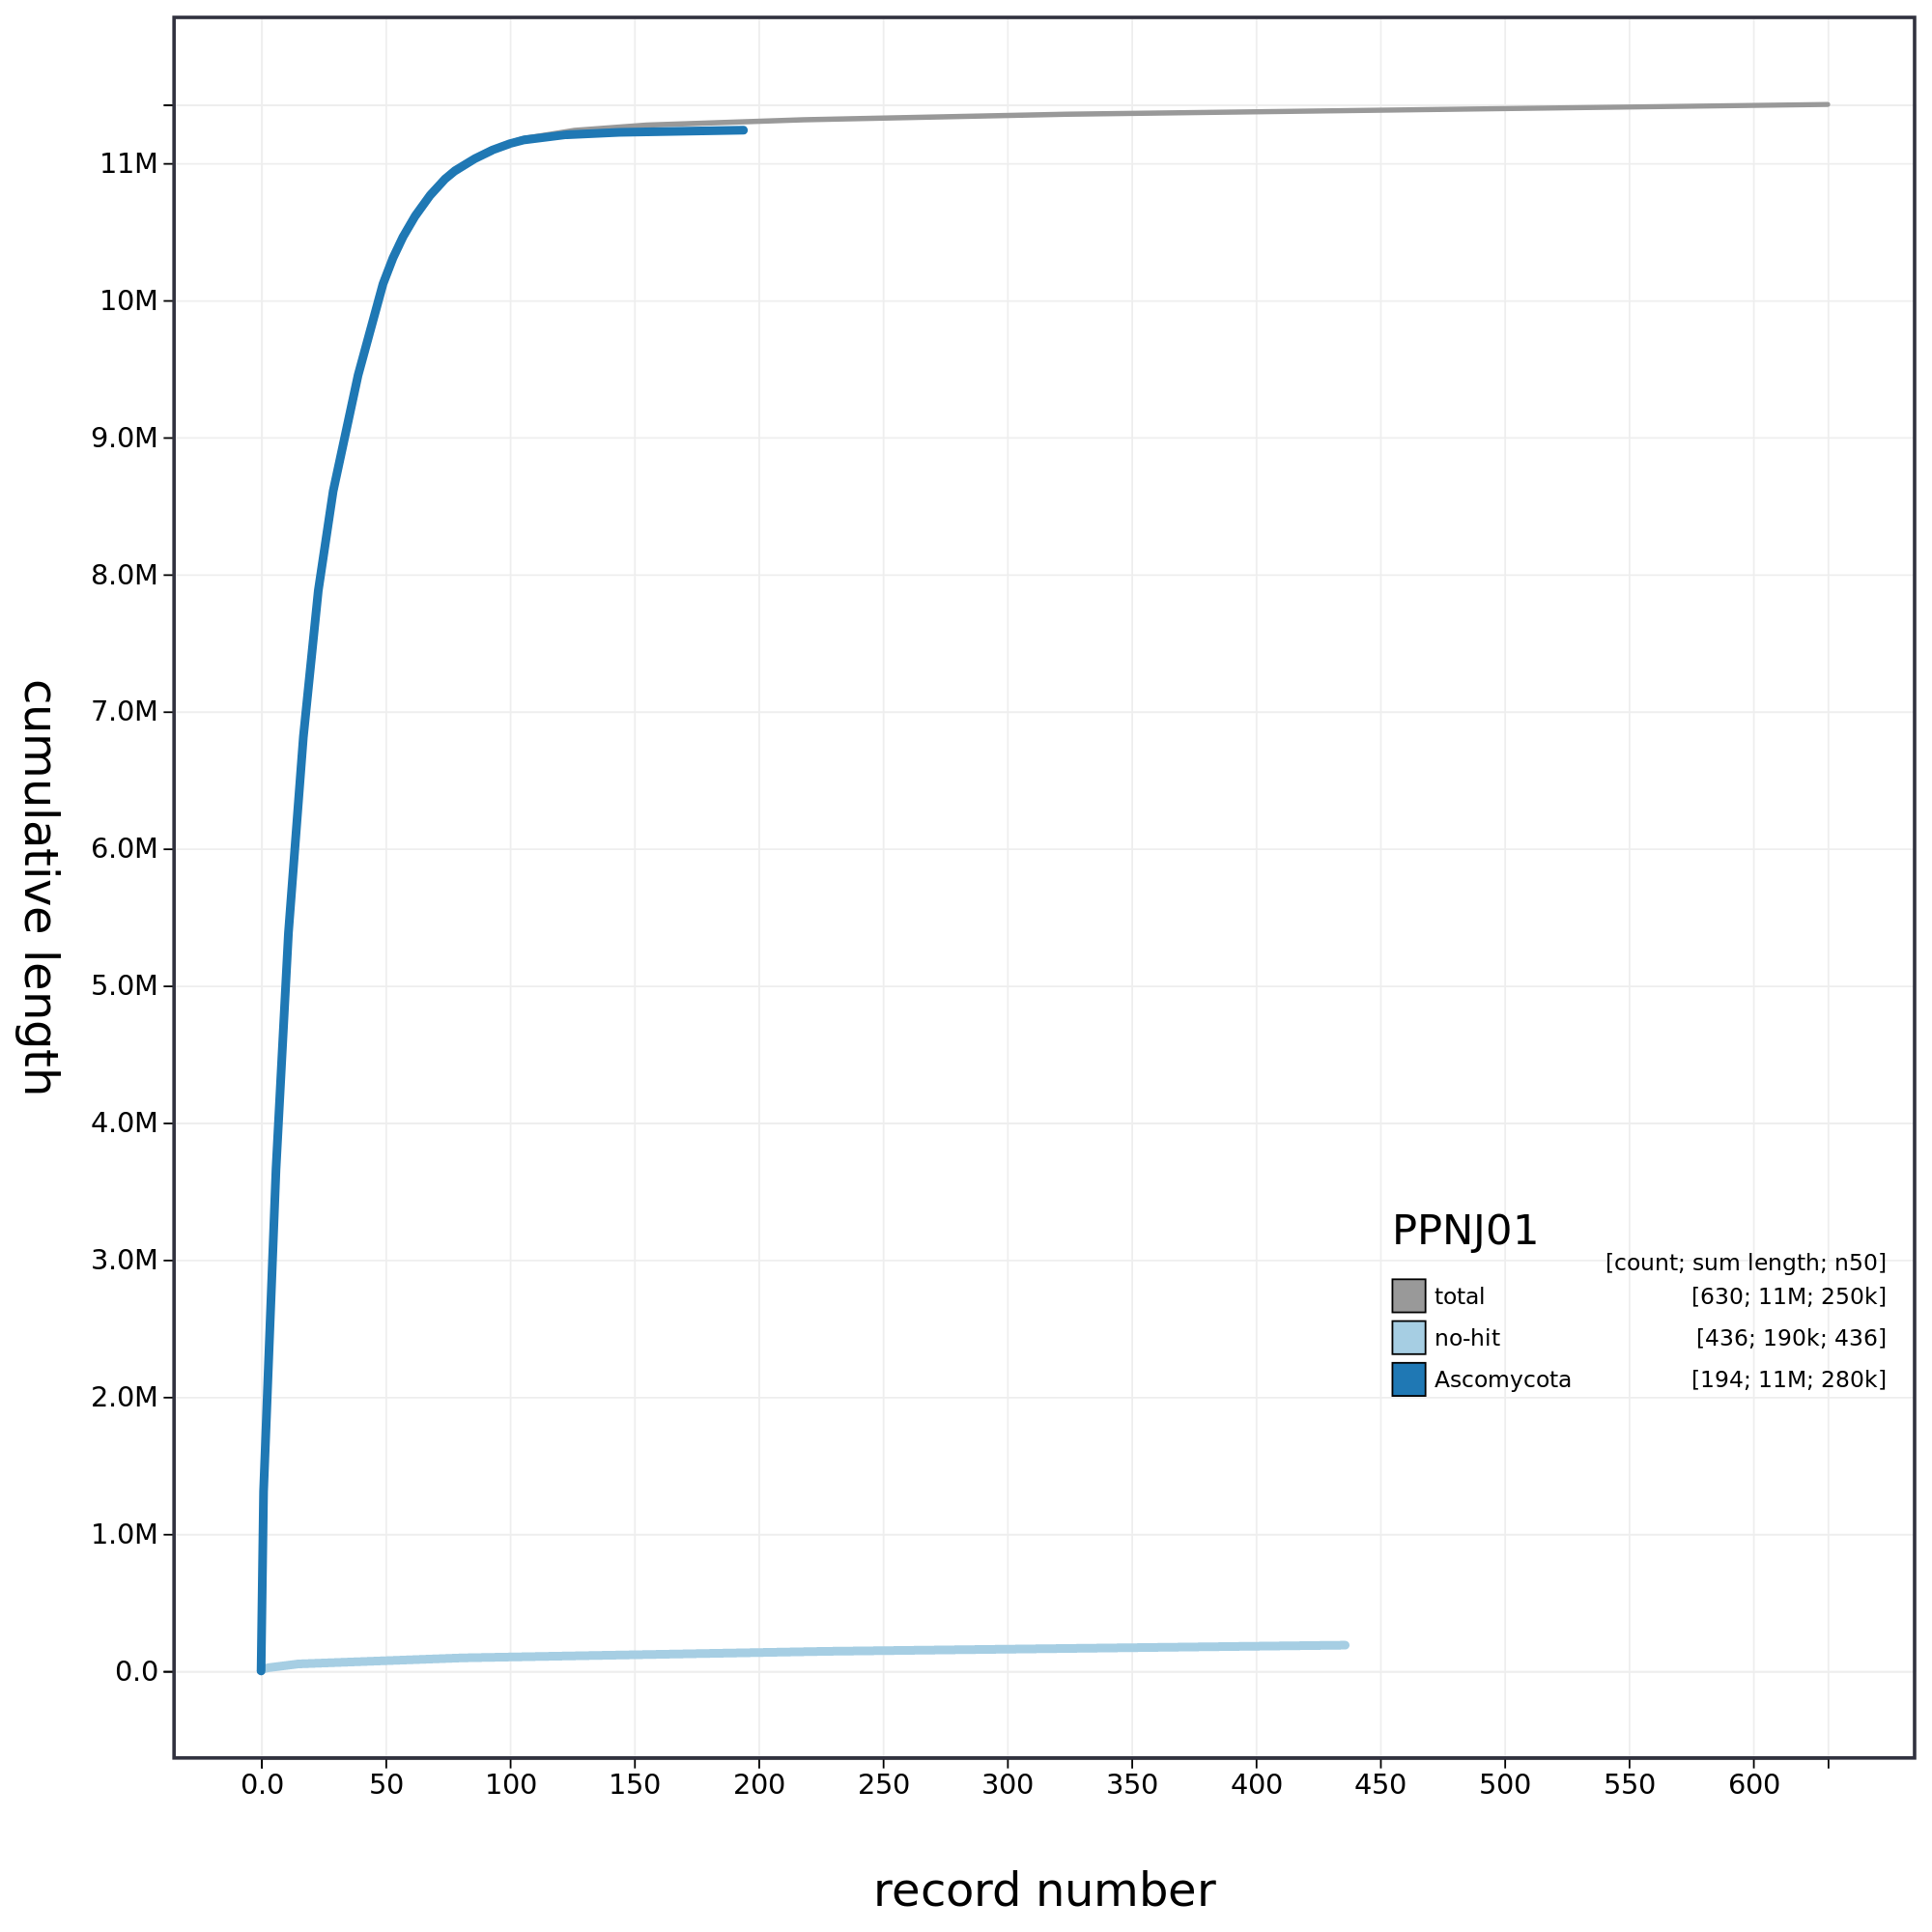 11M
10M
9.0M
8.0M
7.0M
6.0M
5.0M
4.0M
3.0M
2.0M
1.0M
0.0
cumulative length
PPNJ01
[count; sum length; n50]
total [630; 11M; 250k]
no-hit [436; 190k; 436]
Ascomycota [194; 11M; 280k]
0.0 50 100 150 200 250 300 350 400 450 500 550 600
record number